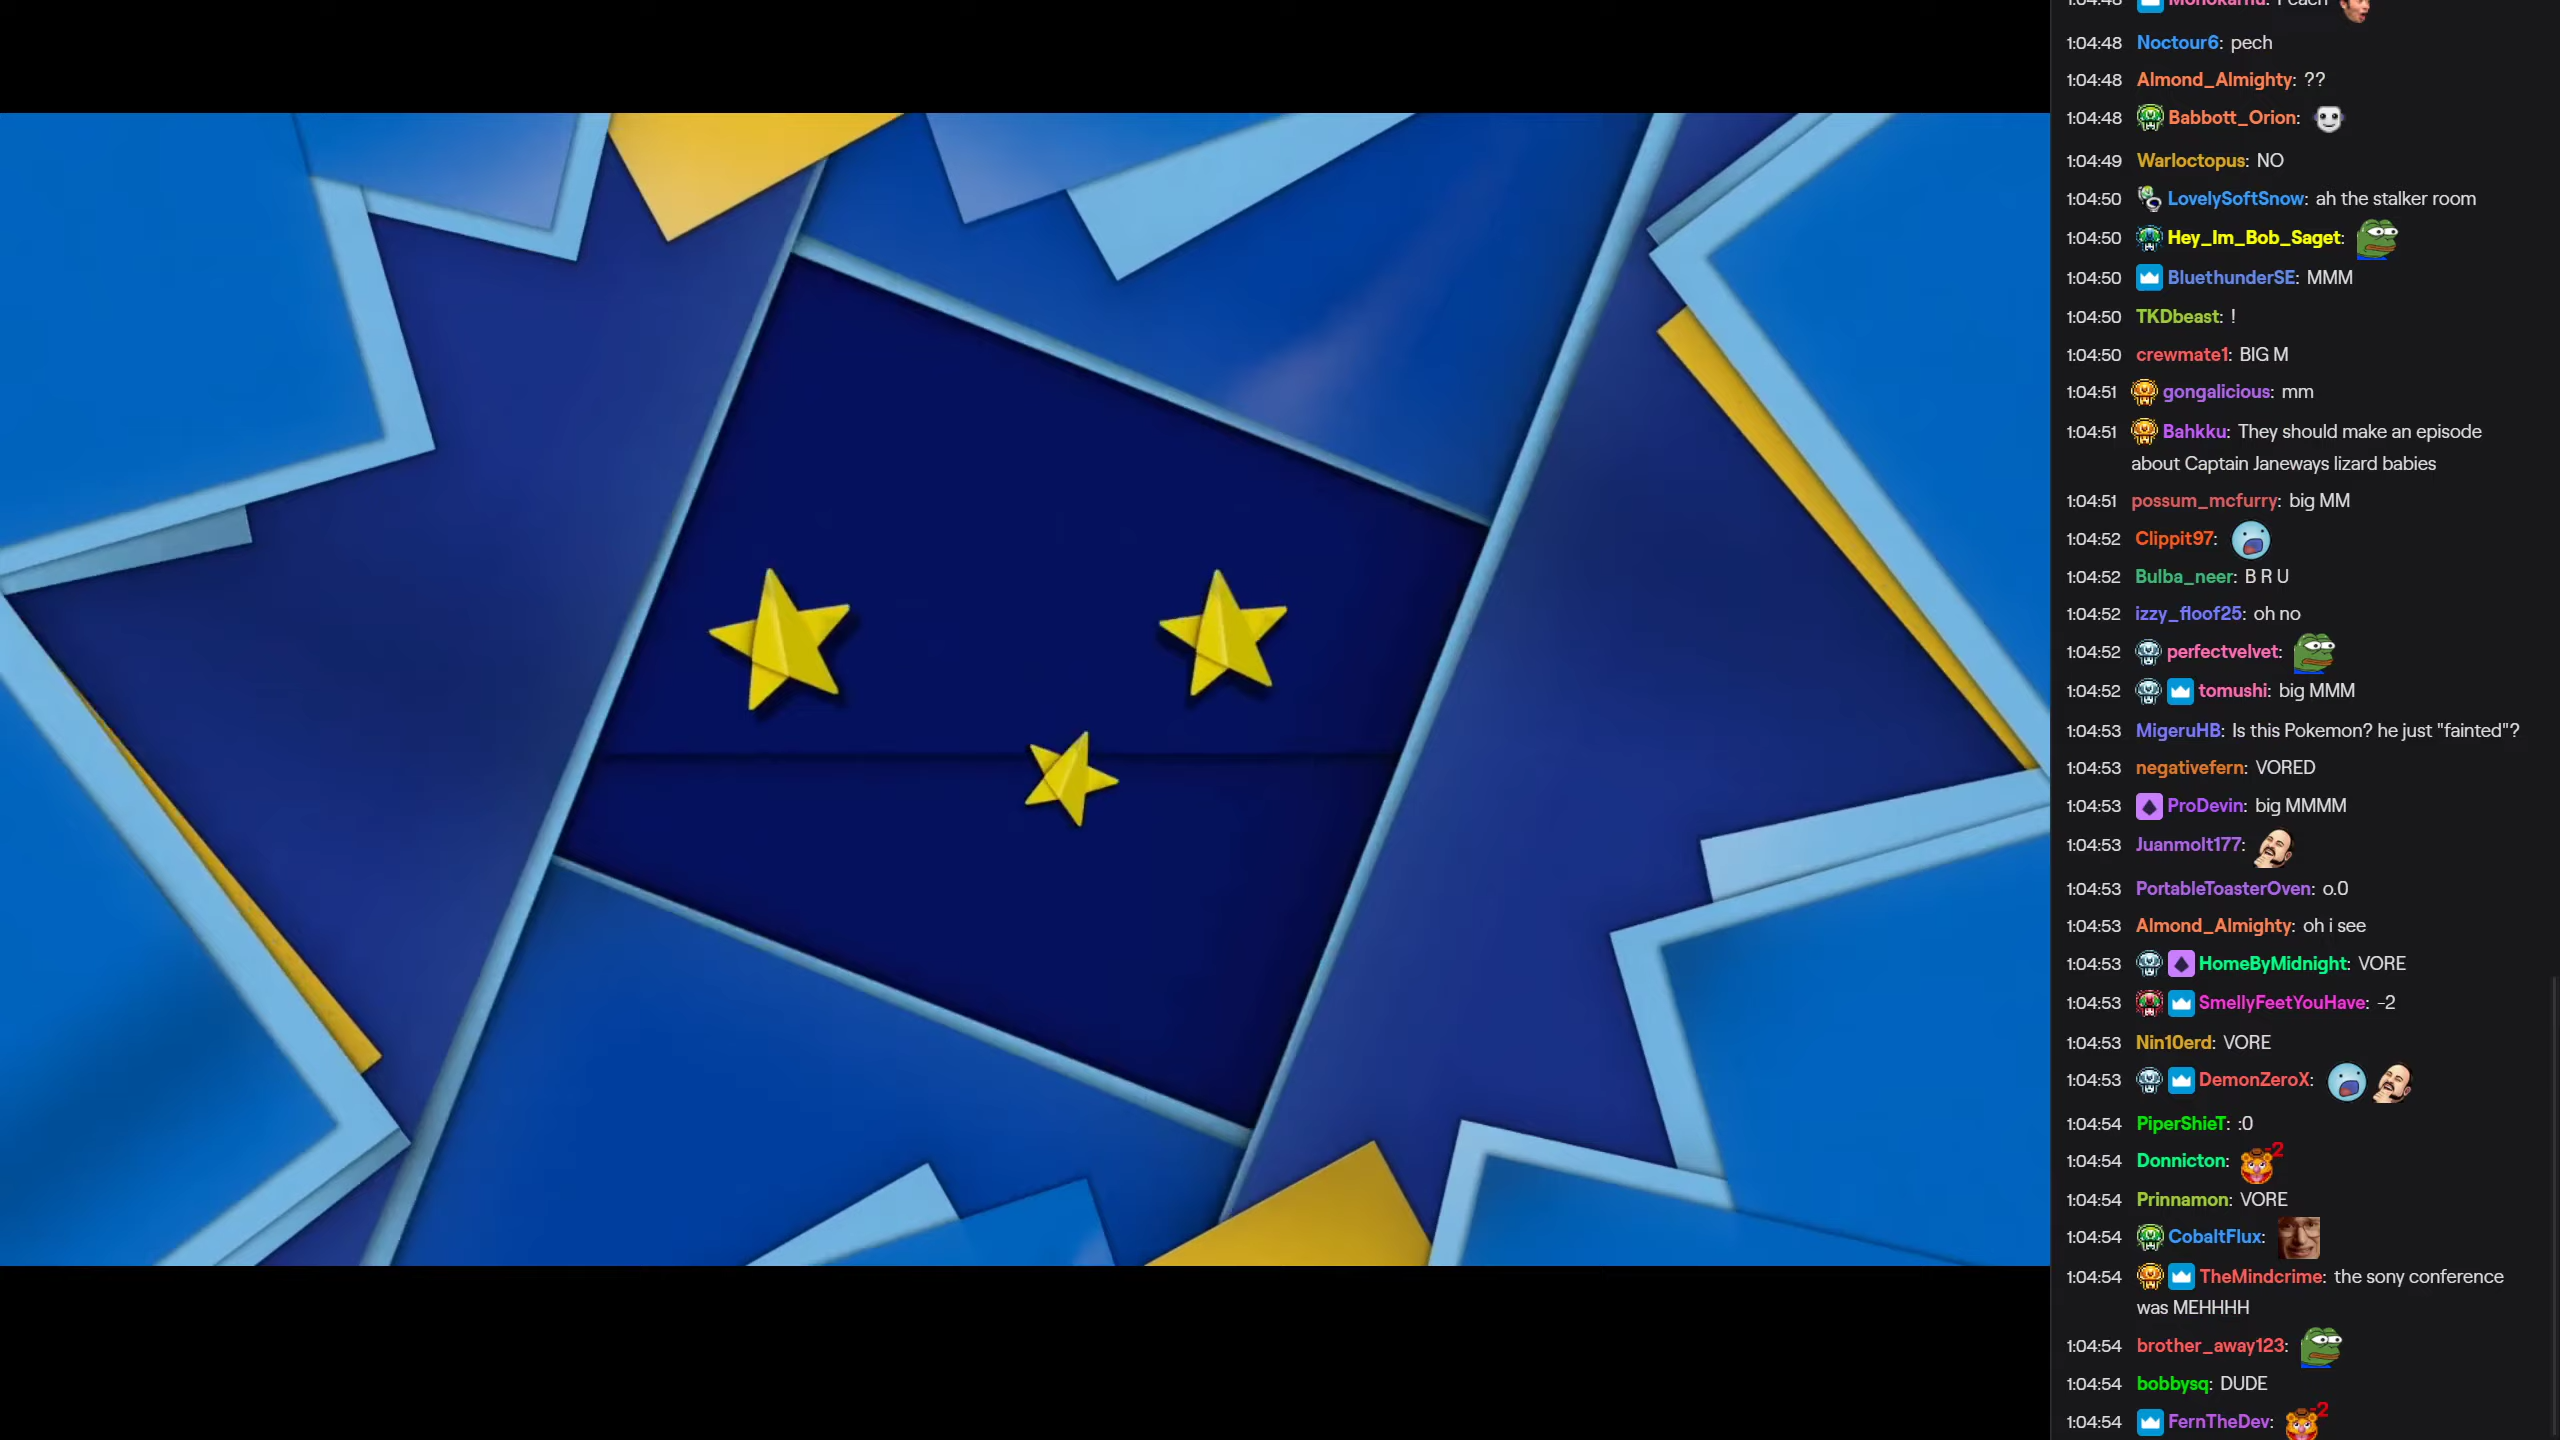 1:04:48 Monokarnu: Peach
1:04:48 Noctour6: pech
1:04:48 Almond_Almighty: ??
1:04:48 Babbott_Orion:
1:04:49 Warloctopus: NO
1:04:50 LovelySoftSnow: ah the stalker room
1:04:50 Hey_Im_Bob_Saget:
1:04:50 BluethunderSE: MMM
1:04:50 TKDbeast: !
1:04:50 crewmate1: BIG M
1:04:51 gongalicious: mm
1:04:51 Bahkku: They should make an episode
about Captain Janeways lizard babies
1:04:51 possum_mcfurry: big MM
1:04:52 Clippit97:
1:04:52 Bulba_neer: B R U
1:04:52 izzy_floof25: oh no
1:04:52 perfectvelvet:
1:04:52 tomushi: big MMM
1:04:53 MigeruHB: Is this Pokemon? he just "fainted"?
1:04:53 negativefern: VORED
1:04:53 ProDevin: big MMMM
1:04:53 Juanmolt177:
1:04:53 PortableToasterOven: o.0
1:04:53 Almond_Almighty: oh i see
1:04:53 HomeByMidnight: VORE
1:04:53 SmellyFeetYouHave: -2
1:04:53 Nin10erd: VORE
1:04:53 DemonZeroX:
1:04:54 PiperShieT: :0
1:04:54 Donnicton: -2
1:04:54 Prinnamon: VORE
1:04:54 CobaltFlux:
1:04:54 TheMindcrime: the sony conference
was MEHHHH
1:04:54 brother_away123:
1:04:54 bobbysq: DUDE
1:04:54 FernTheDev: -2